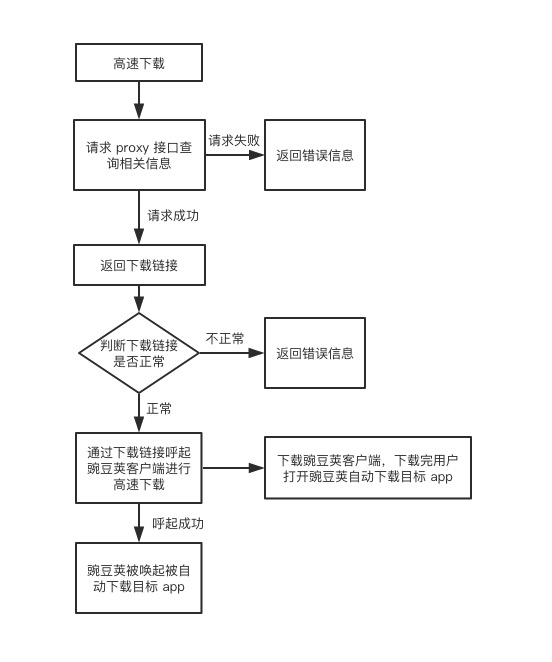 高速下载
请求 proxy 接口查
询相关信息
请求失败
返回错误信息
请求成功
返回下载链接
判断下载链接
是否正常
不正常
返回错误信息
正常
通过下载链接呼起
豌豆荚客户端进行
高速下载
下载豌豆荚客户端，下载完用户
打开豌豆荚自动下载目标 app
呼起成功
豌豆荚被唤起被自
动下载目标 app